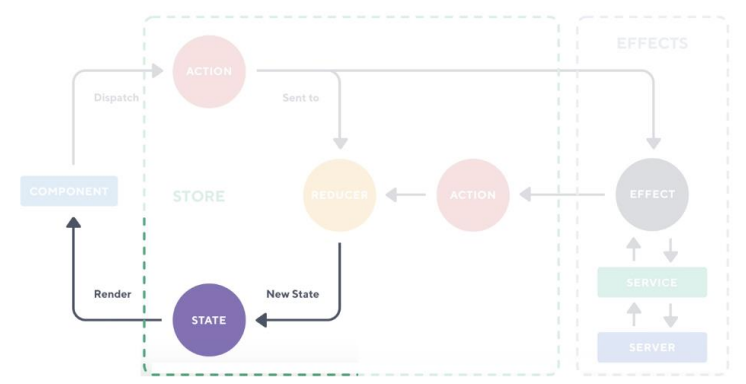 EFFECTS
ACTION
Dispatch
Sent to
COMPONENT
STORE
REDUCER
ACTION
EFFECT
SERVICE
Render
New State
STATE
SERVER